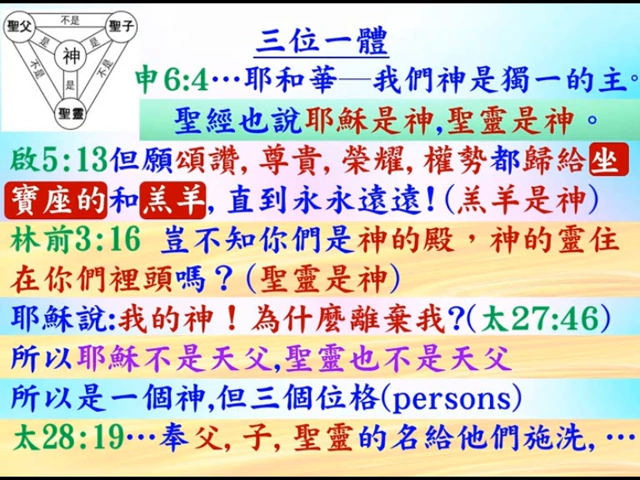 聖父 不是 聖子
是 神 是
不是 是 不是
聖靈
三位一體
申6:4…耶和華─我們神是獨一的主。
聖經也說耶穌是神,聖靈是神。
啟5:13但願頌讚,尊貴,榮耀,權勢都歸給坐
寶座的和羔羊,直到永永遠遠!(羔羊是神)
林前3:16 豈不知你們是神的殿,神的靈住
在你們裡頭嗎?(聖靈是神)
耶穌說:我的神!為什麼離棄我?(太27:46)
所以耶穌不是天父,聖靈也不是天父
所以是一個神,但三個位格(persons)
太28:19…奉父,子,聖靈的名給他們施洗,…